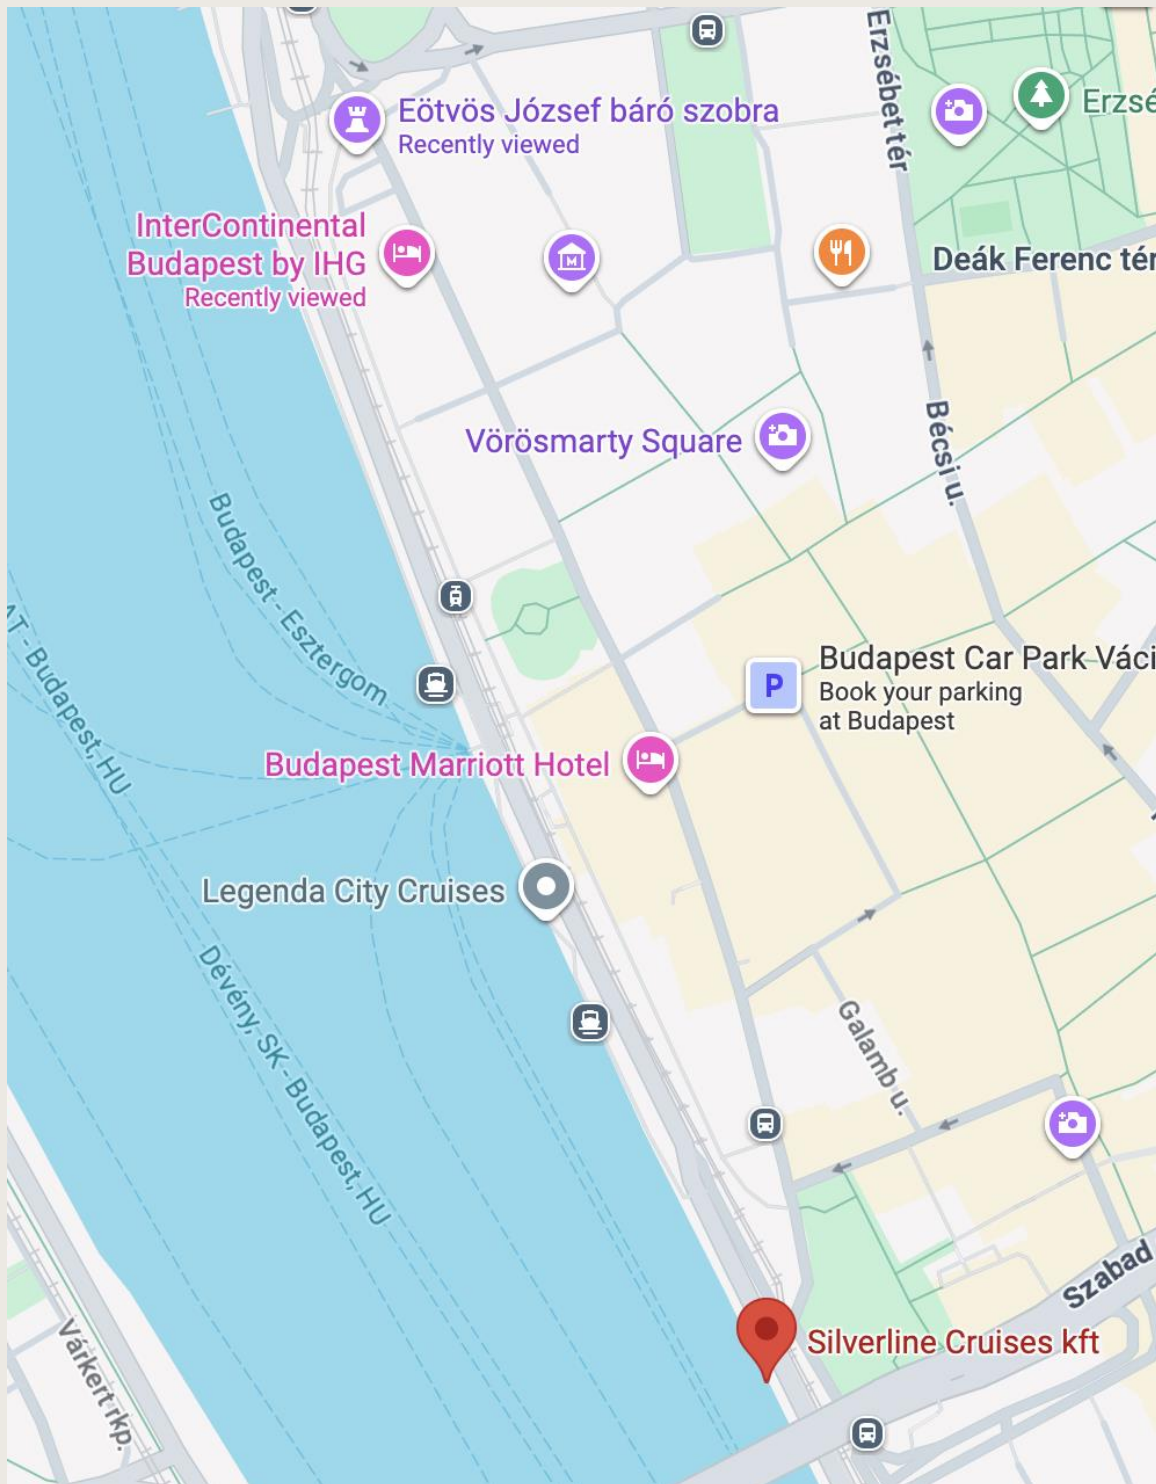 Erzsébet tér
Eötvös József báró szobra
Recently viewed
Erzsé
InterContinental
Budapest by IHG
Recently viewed
M
Deák Ferenc tér
Bécsi u.
Vörösmarty Square
Budapest - Esztergom
AT - Budapest, HU
Budapest Car Park Váci
Book your parking
at Budapest
P
Budapest Marriott Hotel
Legenda City Cruises
Dévény, SK - Budapest, HU
Galamb u.
Szabad
Silverline Cruises kft
Várkert rkp.